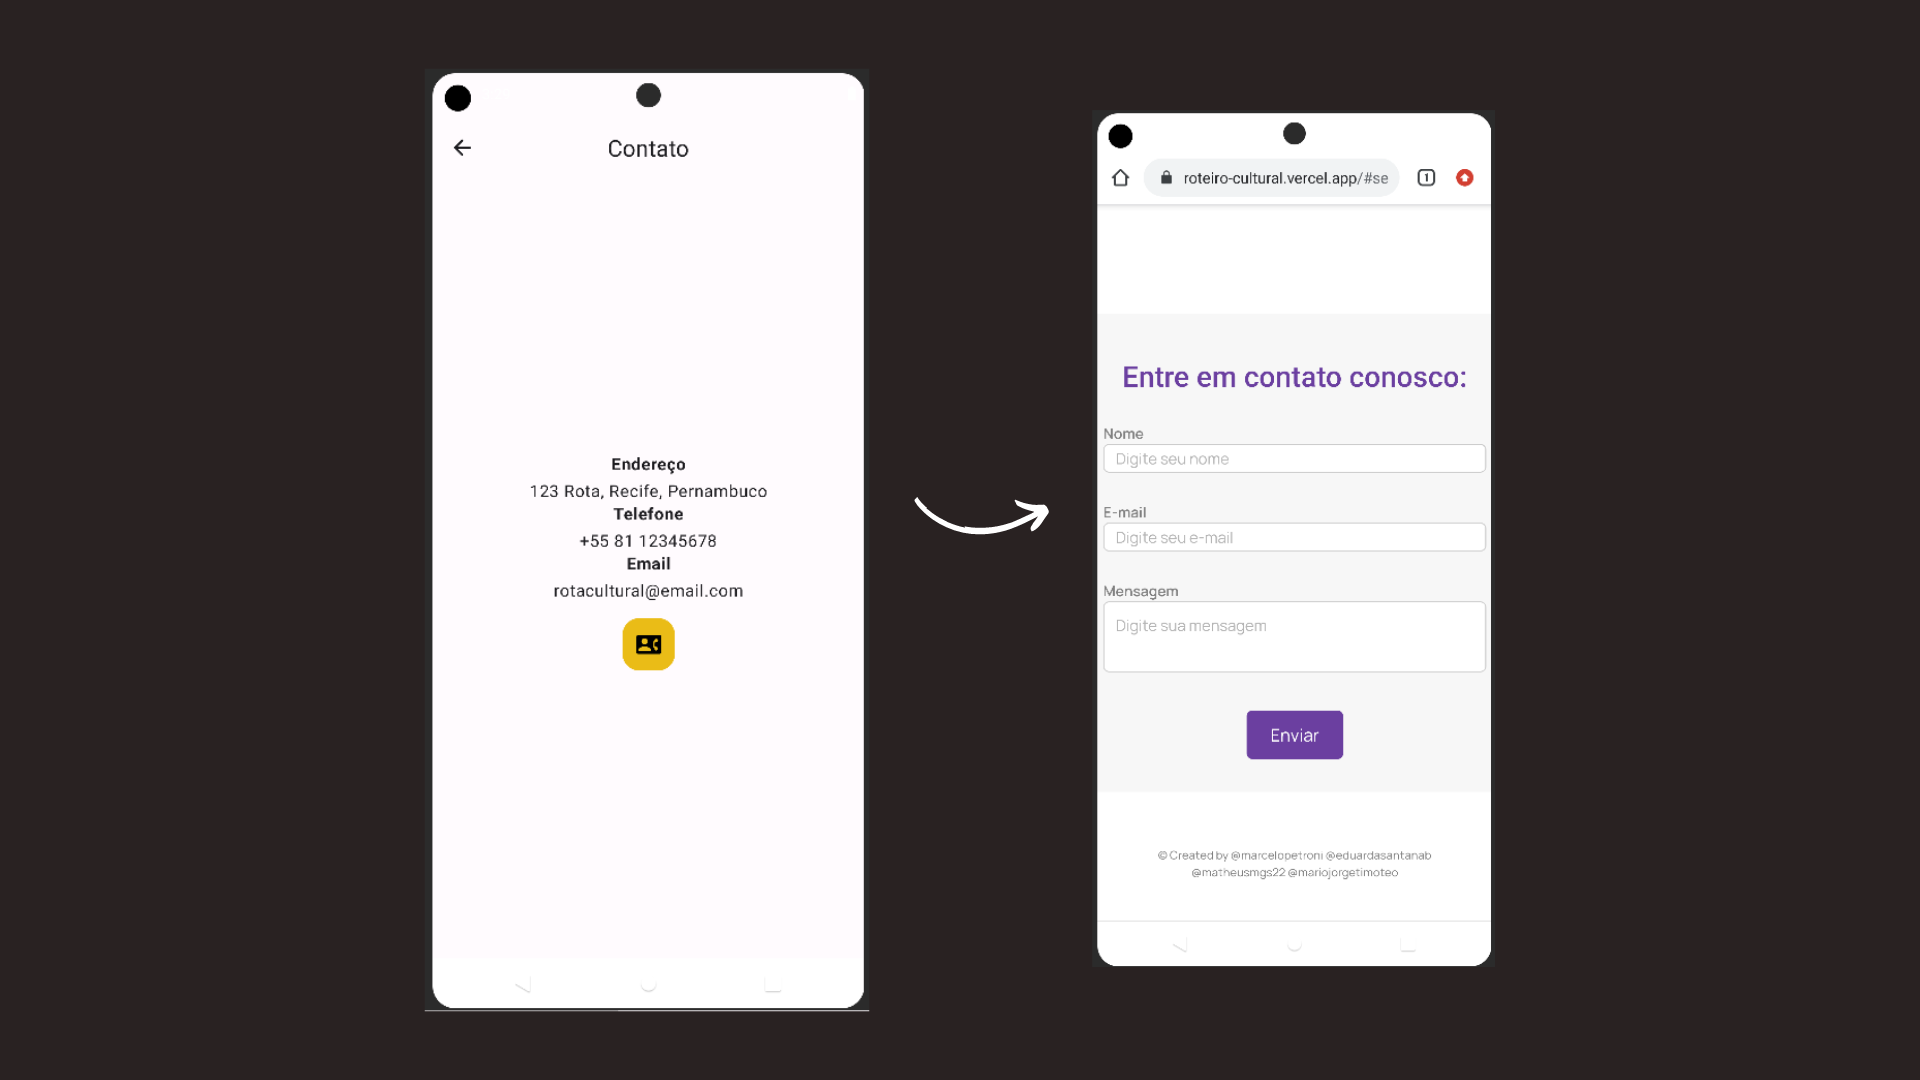 Contato
Endereço
123 Rota, Recife, Pernambuco
Telefone
+55 81 12345678
Email
rotacultural@email.com
roteiro-cultural.vercel.app/#se
1
Entre em contato conosco:
Nome
Digite seu nome
E-mail
Digite seu e-mail
Mensagem
Digite sua mensagem
Enviar
© Created by @marcelopetroni @eduardasantanab
@matheusmgs22 @mariojorgetimoteo